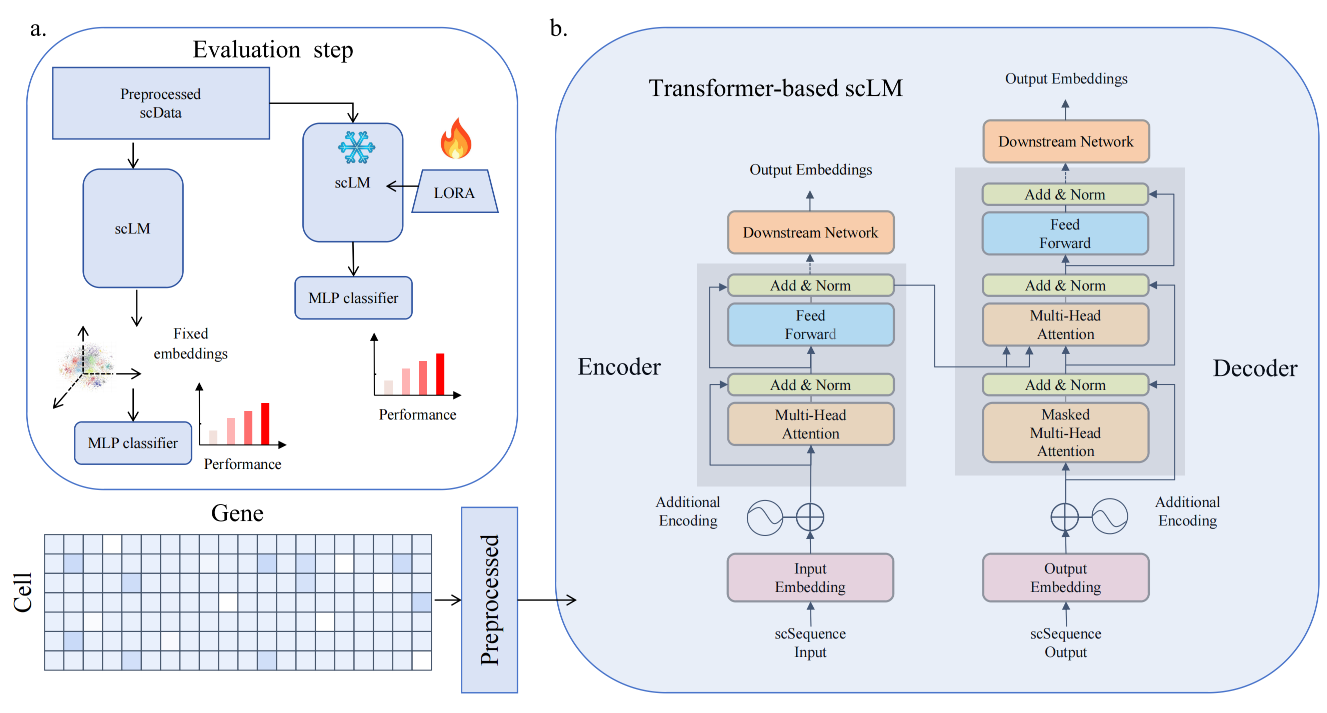 a.
Evaluation step
Preprocessed
scData
scLM
scLM
LORA
MLP classifier
Fixed
embeddings
MLP classifier
Performance
Performance
Gene
Cell
Preprocessed
b.
Transformer-based scLM
Output Embeddings
Downstream Network
Add & Norm
Feed
Forward
Add & Norm
Multi-Head
Attention
Encoder
Additional
Encoding
Input
Embedding
scSequence
Input
Output Embeddings
Downstream Network
Add & Norm
Feed
Forward
Add & Norm
Multi-Head
Attention
Add & Norm
Masked
Multi-Head
Attention
Decoder
Additional
Encoding
Output
Embedding
scSequence
Output